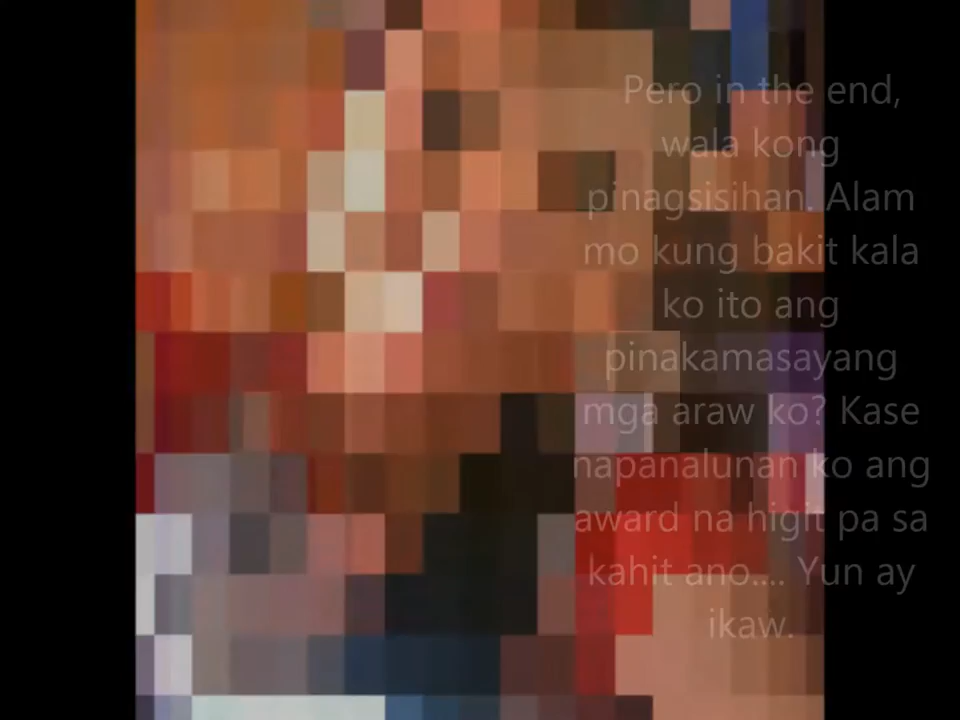 Pero in the end,
wala kong
pinagsisihan. Alam
mo kung bakit kala
ko ito ang
pinakamasayang
mga araw ko? Kase
napanalunan ko ang
award na higit pa sa
kahit ano.... Yun ay
ikaw.